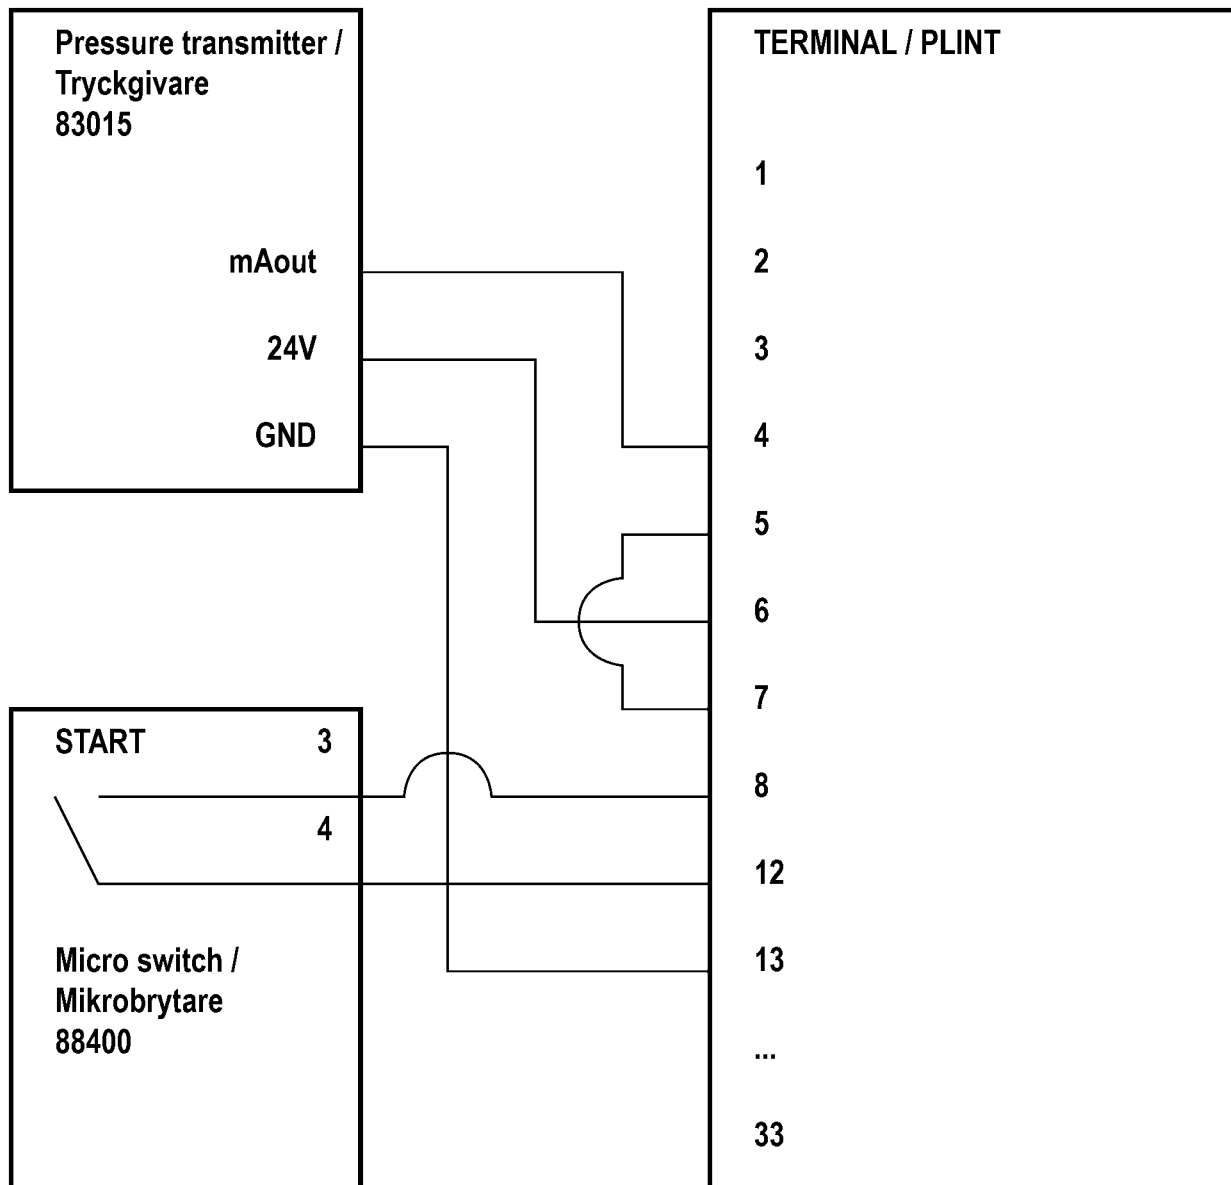 Pressure transmitter /
Tryckgivare
83015
mAout
24V
GND
START 3
4
Micro switch /
Mikrobrytare
88400
TERMINAL / PLINT
1
2
3
4
5
6
7
8
12
13
...
33